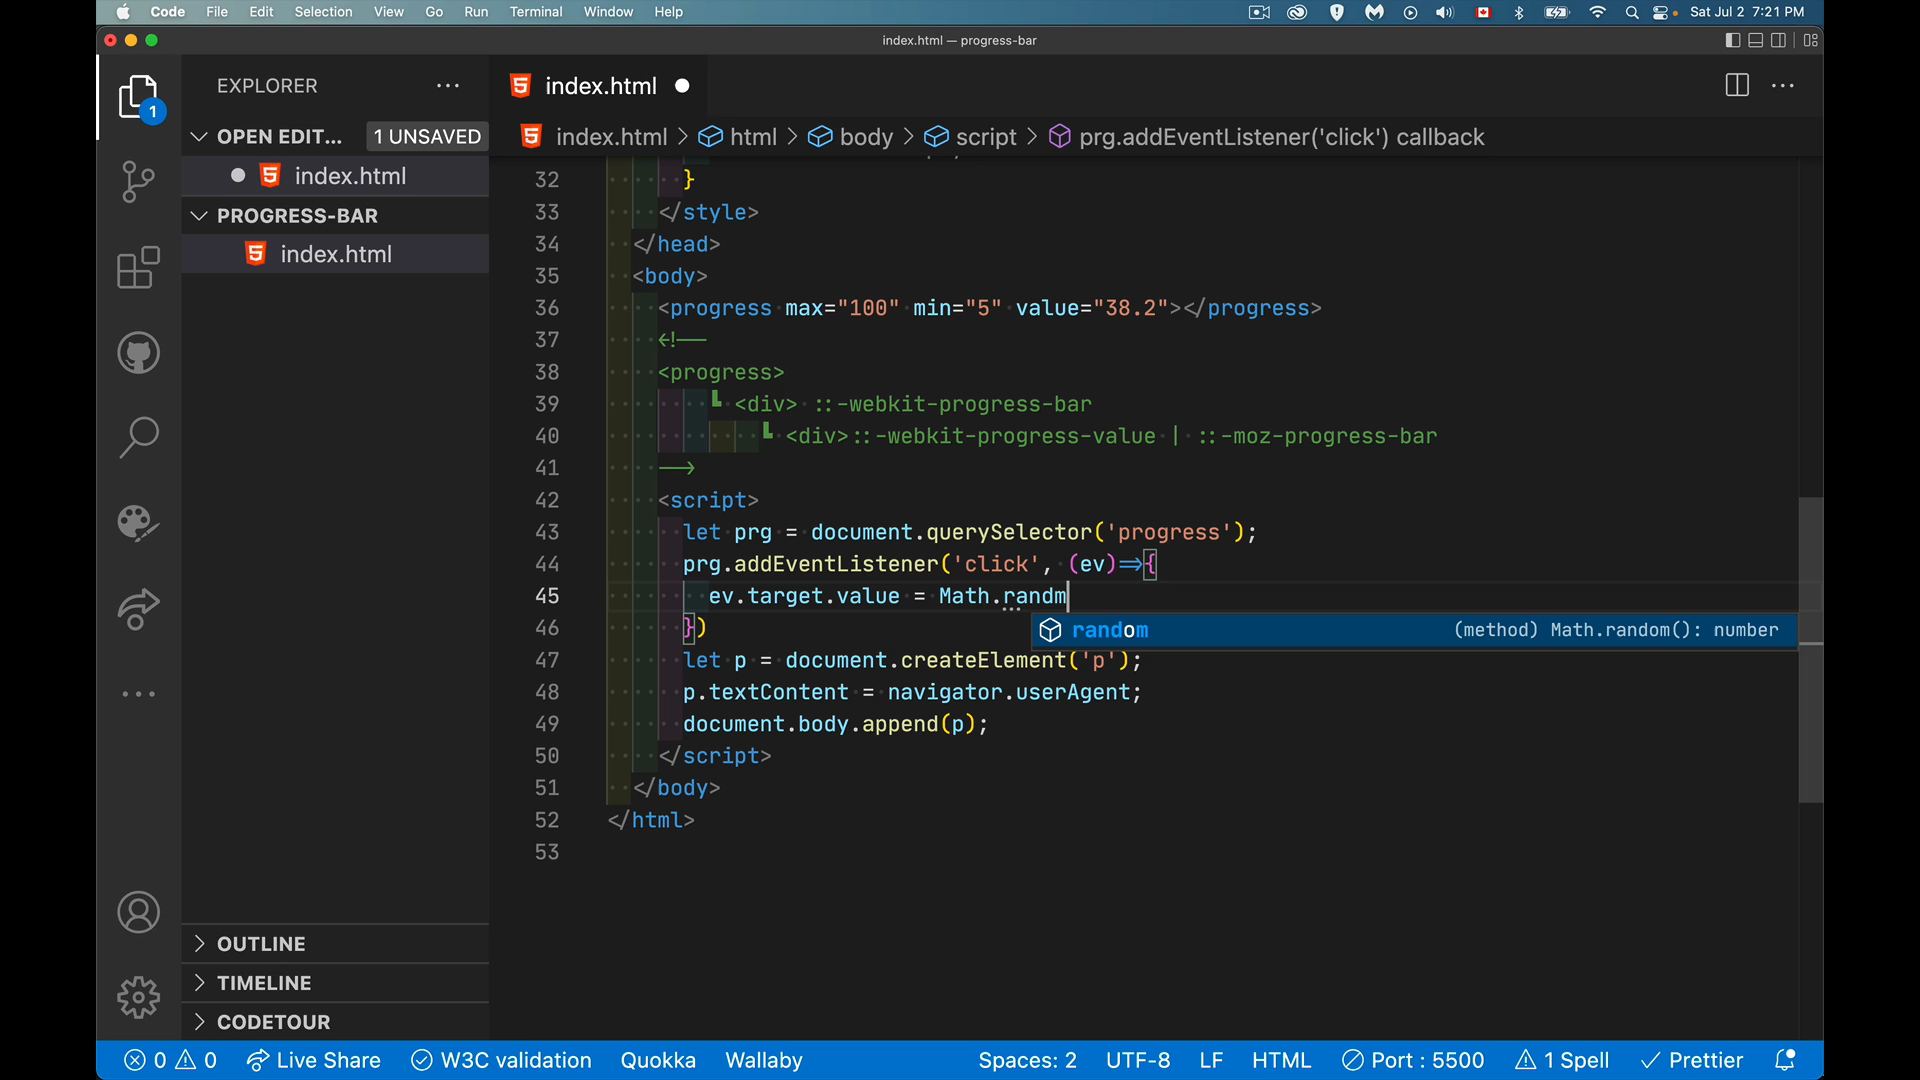 Code File Edit Selection View Go Run Terminal Window Help Sat Jul 2 7:21 PM
index.html — progress-bar
EXPLORER
1
OPEN EDIT... 1 UNSAVED
index.html
PROGRESS-BAR
index.html
OUTLINE
TIMELINE
CODETOUR
index.html
index.html > html > body > script > prg.addEventListener('click') callback
32 }
33 </style>
34 </head>
35 <body>
36 <progress max="100" min="5" value="38.2"></progress>
37 <!--
38 <progress>
39 ┗ <div> ::-webkit-progress-bar
40 ┗ <div>::-webkit-progress-value | ::-moz-progress-bar
41 -->
42 <script>
43 let prg = document.querySelector('progress');
44 prg.addEventListener('click', (ev)=>{
45 ev.target.value = Math.randm
random (method) Math.random(): number
46 })
47 let p = document.createElement('p');
48 p.textContent = navigator.userAgent;
49 document.body.append(p);
50 </script>
51 </body>
52 </html>
53
0 0 Live Share W3C validation Quokka Wallaby Spaces: 2 UTF-8 LF HTML Port : 5500 1 Spell Prettier